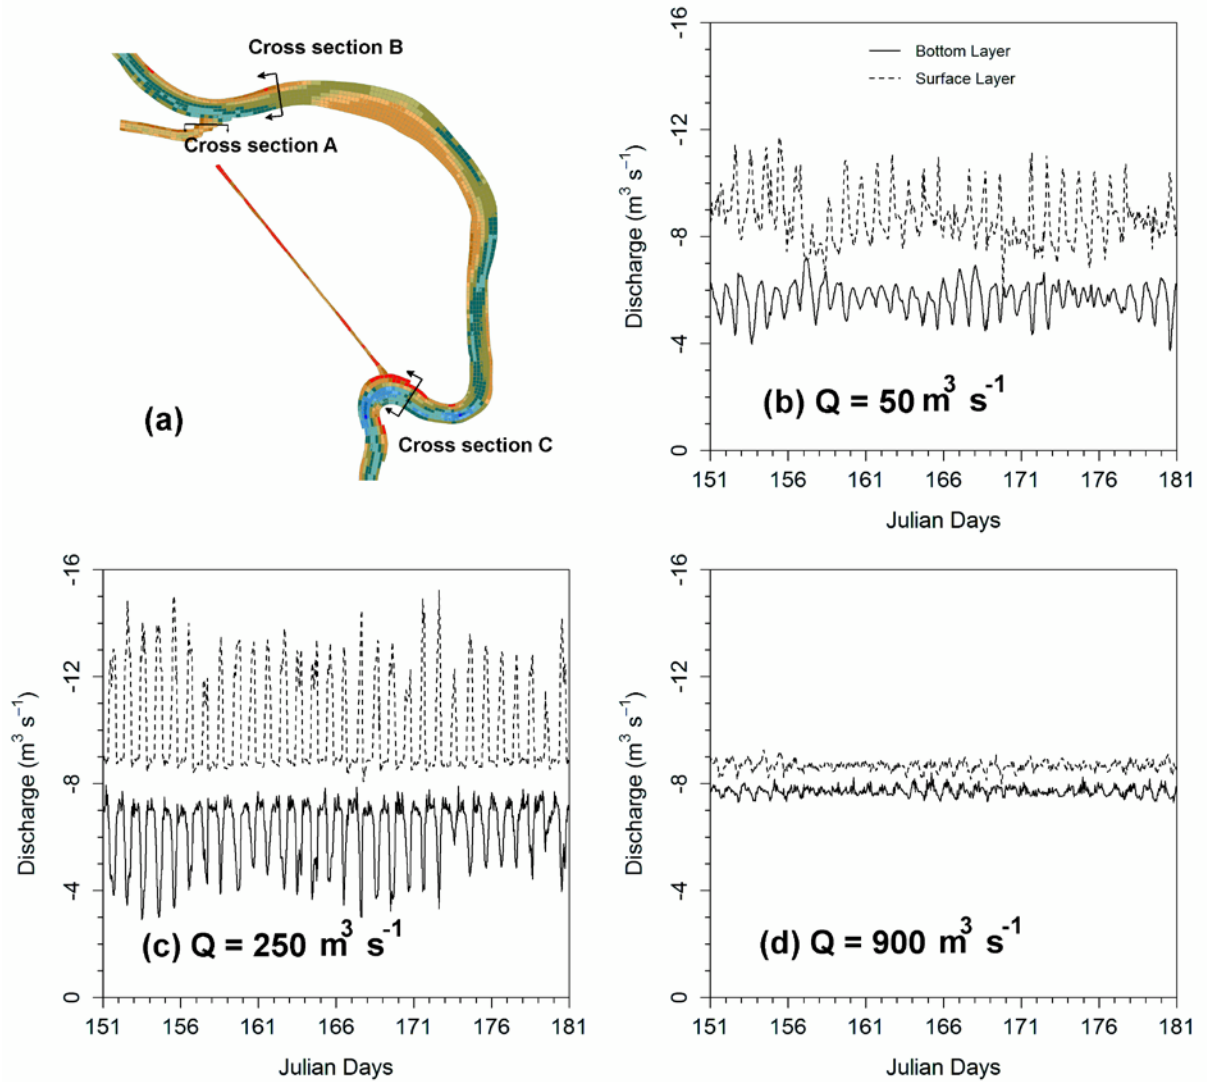 Cross section B
Cross section A
Cross section C
(a)
-16
-12
-8
-4
0
Discharge (m³ s⁻¹)
Bottom Layer
Surface Layer
(b) Q = 50 m³ s⁻¹
151 156 161 166 171 176 181
Julian Days
-16
-12
-8
-4
0
Discharge (m³ s⁻¹)
(c) Q = 250 m³ s⁻¹
151 156 161 166 171 176 181
Julian Days
-16
-12
-8
-4
0
Discharge (m³ s⁻¹)
(d) Q = 900 m³ s⁻¹
151 156 161 166 171 176 181
Julian Days